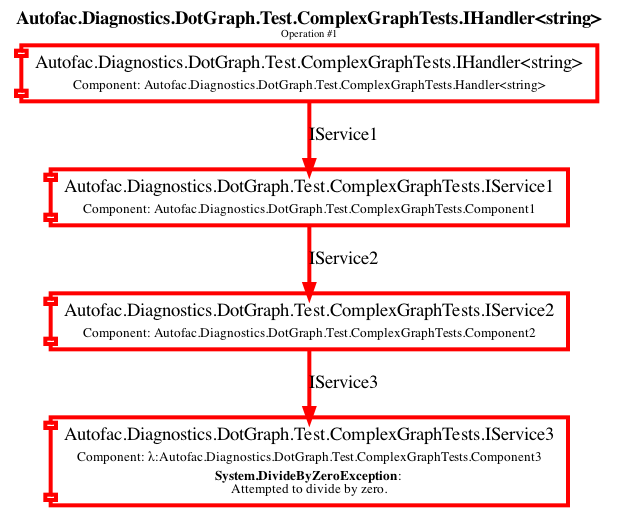 Autofac.Diagnostics.DotGraph.Test.ComplexGraphTests.IHandler<string>
Operation #1
Autofac.Diagnostics.DotGraph.Test.ComplexGraphTests.IHandler<string>
Component: Autofac.Diagnostics.DotGraph.Test.ComplexGraphTests.Handler<string>
IService1
Autofac.Diagnostics.DotGraph.Test.ComplexGraphTests.IService1
Component: Autofac.Diagnostics.DotGraph.Test.ComplexGraphTests.Component1
IService2
Autofac.Diagnostics.DotGraph.Test.ComplexGraphTests.IService2
Component: Autofac.Diagnostics.DotGraph.Test.ComplexGraphTests.Component2
IService3
Autofac.Diagnostics.DotGraph.Test.ComplexGraphTests.IService3
Component: λ:Autofac.Diagnostics.DotGraph.Test.ComplexGraphTests.Component3
System.DivideByZeroException:
Attempted to divide by zero.